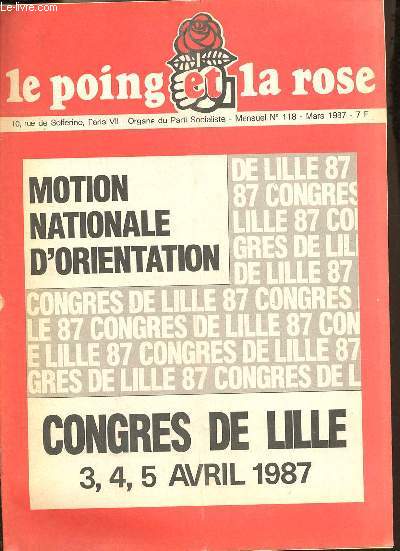 Le-livre.com
le poing et la rose
10, rue de Solférino, Paris VII - Organe du Parti Socialiste - Mensuel N° 118 - Mars 1987 - 7 F
MOTION
NATIONALE
D'ORIENTATION
DE LILLE 87
87 CONGRES
LILLE 87 CO
GRES DE LIL
DE LILLE 87
CONGRES DE LILLE 87 CONGRES
LE 87 CONGRES DE LILLE 87 CON
E LILLE 87 CONGRES DE LILLE 87
GRES DE LILLE 87 CONGRES DE L
CONGRES DE LILLE
3, 4, 5 AVRIL 1987